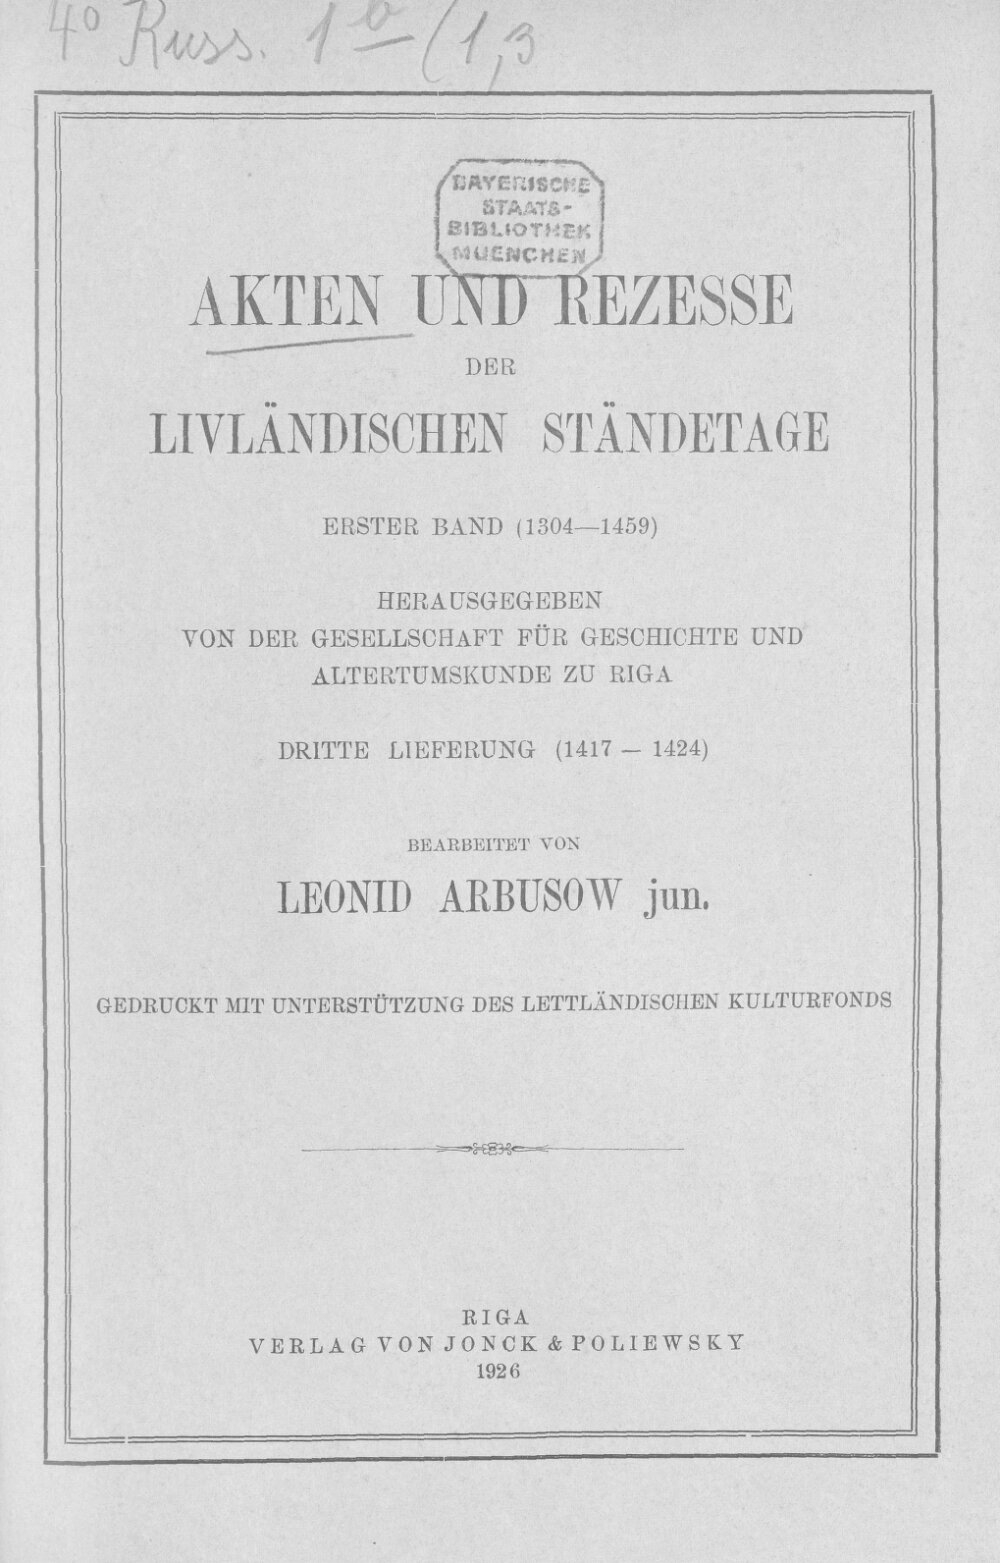 4° Russ. 1 b (1,3
BAYERISCHE
STAATS-
BIBLIOTHEK
MUENCHEN
AKTEN UND REZESSE
DER
LIVLÄNDISCHEN STÄNDETAGE
ERSTER BAND (1304—1459)
HERAUSGEGEBEN
VON DER GESELLSCHAFT FÜR GESCHICHTE UND
ALTERTUMSKUNDE ZU RIGA
DRITTE LIEFERUNG (1417 — 1424)
BEARBEITET VON
LEONID ARBUSOW jun.
GEDRUCKT MIT UNTERSTÜTZUNG DES LETTLÄNDISCHEN KULTURFONDS
RIGA
VERLAG VON JONCK & POLIEWSKY
1926